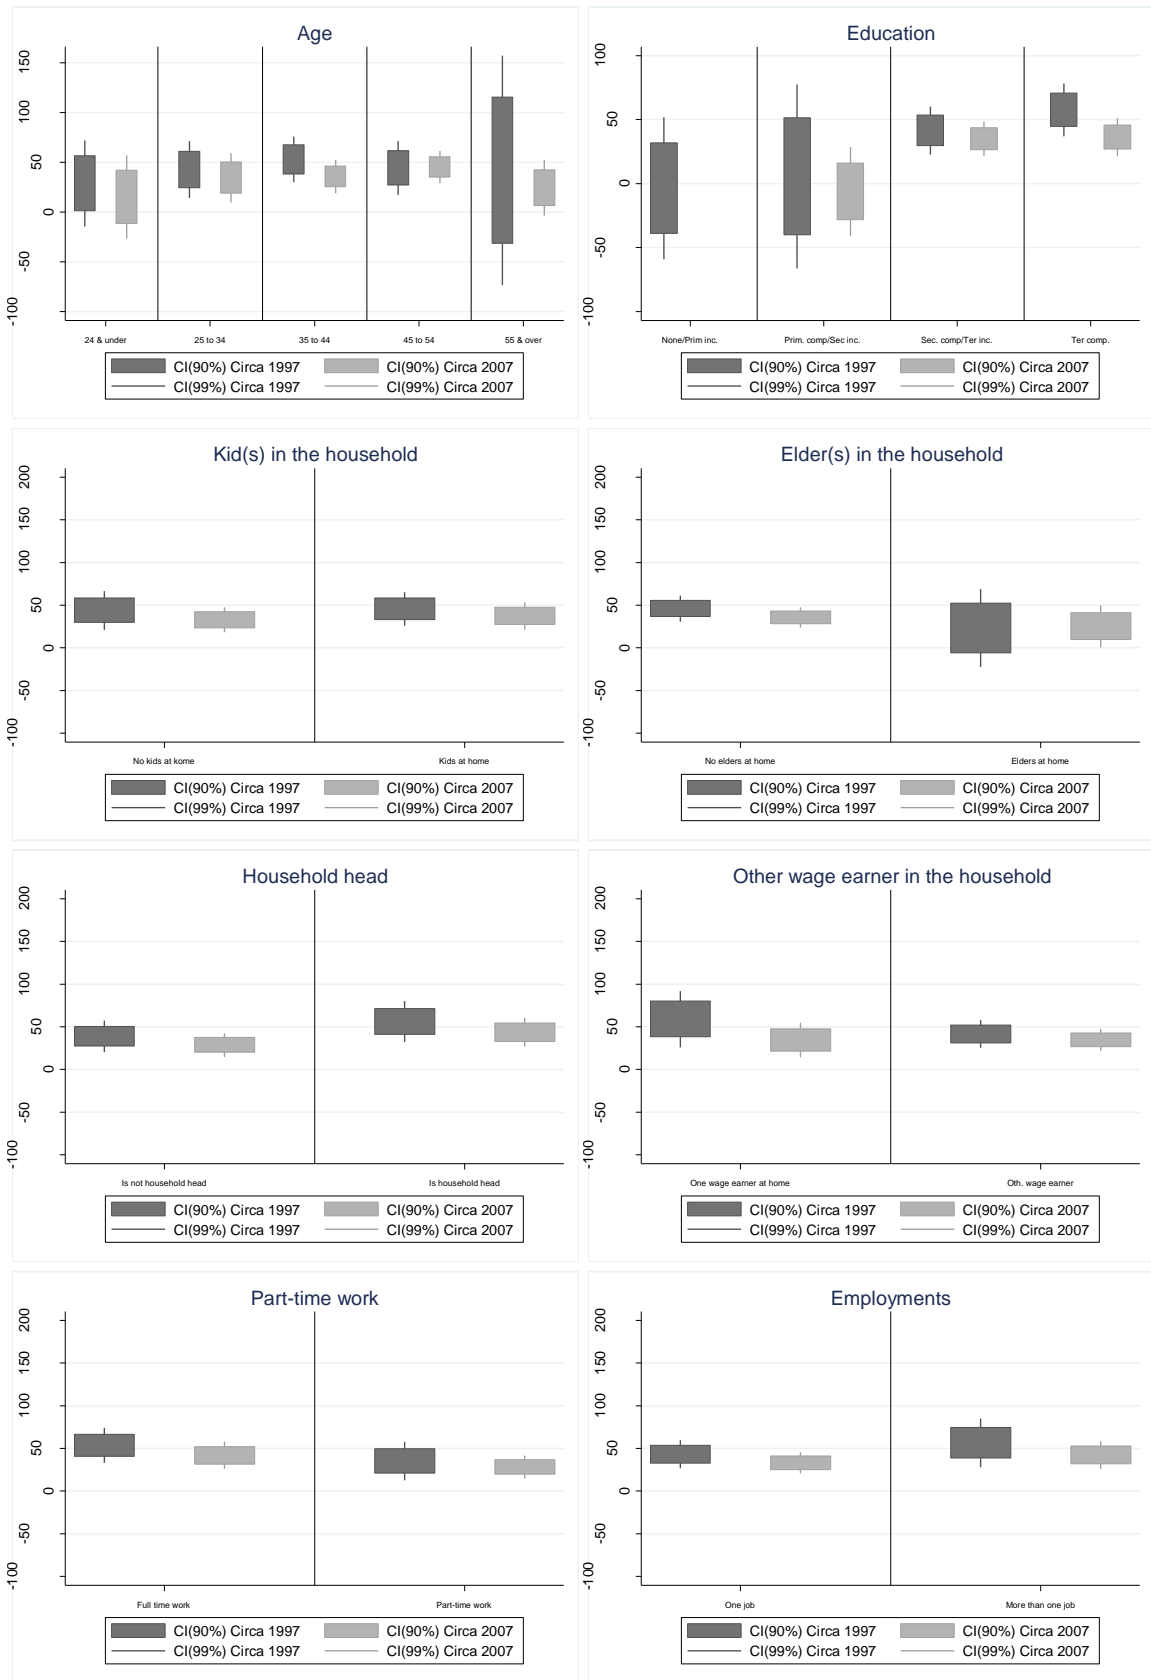 Age
150
100
50
0
-50
-100
24 & under 25 to 34 35 to 44 45 to 54 55 & over
CI(90%) Circa 1997 CI(90%) Circa 2007
CI(99%) Circa 1997 CI(99%) Circa 2007
Education
100
50
0
-50
-100
None/Prim inc. Prim. comp/Sec inc. Sec. comp/Ter inc. Ter comp.
CI(90%) Circa 1997 CI(90%) Circa 2007
CI(99%) Circa 1997 CI(99%) Circa 2007
Kid(s) in the household
200
150
100
50
0
-50
-100
No kids at kome Kids at home
CI(90%) Circa 1997 CI(90%) Circa 2007
CI(99%) Circa 1997 CI(99%) Circa 2007
Elder(s) in the household
200
150
100
50
0
-50
-100
No elders at home Elders at home
CI(90%) Circa 1997 CI(90%) Circa 2007
CI(99%) Circa 1997 CI(99%) Circa 2007
Household head
200
150
100
50
0
-50
-100
Is not household head Is household head
CI(90%) Circa 1997 CI(90%) Circa 2007
CI(99%) Circa 1997 CI(99%) Circa 2007
Other wage earner in the household
200
150
100
50
0
-50
-100
One wage earner at home Oth. wage earner
CI(90%) Circa 1997 CI(90%) Circa 2007
CI(99%) Circa 1997 CI(99%) Circa 2007
Part-time work
200
150
100
50
0
-50
-100
Full time work Part-time work
CI(90%) Circa 1997 CI(90%) Circa 2007
CI(99%) Circa 1997 CI(99%) Circa 2007
Employments
200
150
100
50
0
-50
-100
One job More than one job
CI(90%) Circa 1997 CI(90%) Circa 2007
CI(99%) Circa 1997 CI(99%) Circa 2007